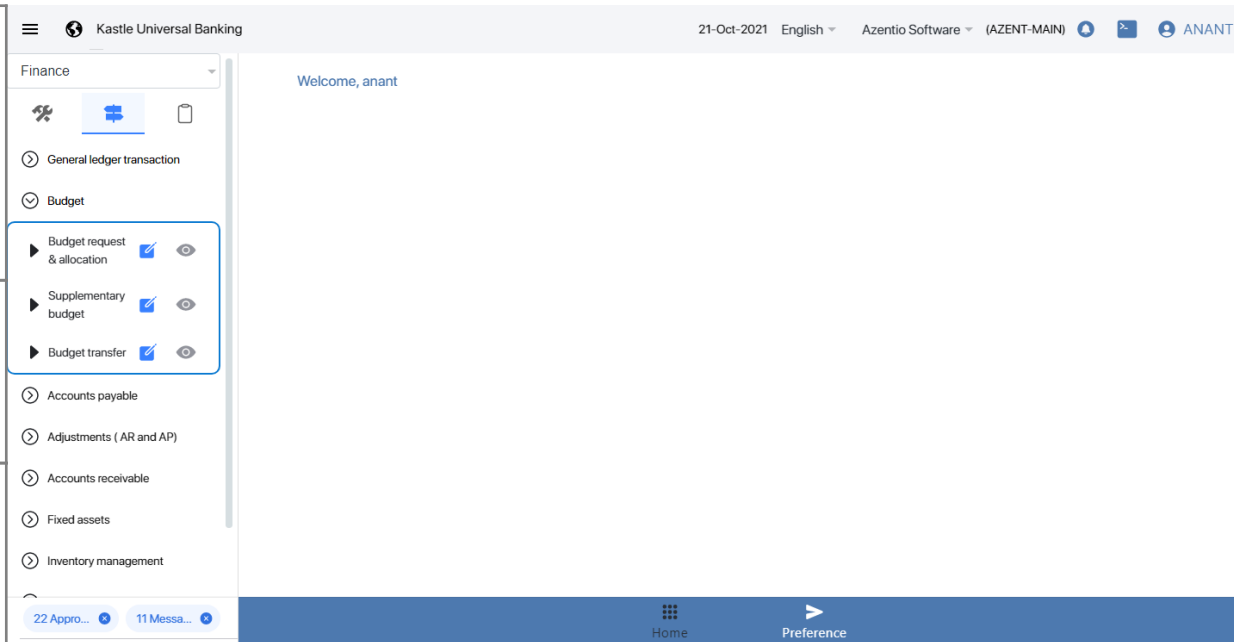 Kastle Universal Banking
21-Oct-2021 English Azentio Software (AZENT-MAIN) ANANT
Finance
Welcome, anant
General ledger transaction
Budget
Budget request
& allocation
Supplementary
budget
Budget transfer
Accounts payable
Adjustments ( AR and AP)
Accounts receivable
Fixed assets
Inventory management
22 Appro... 11 Messa...
Home Preference